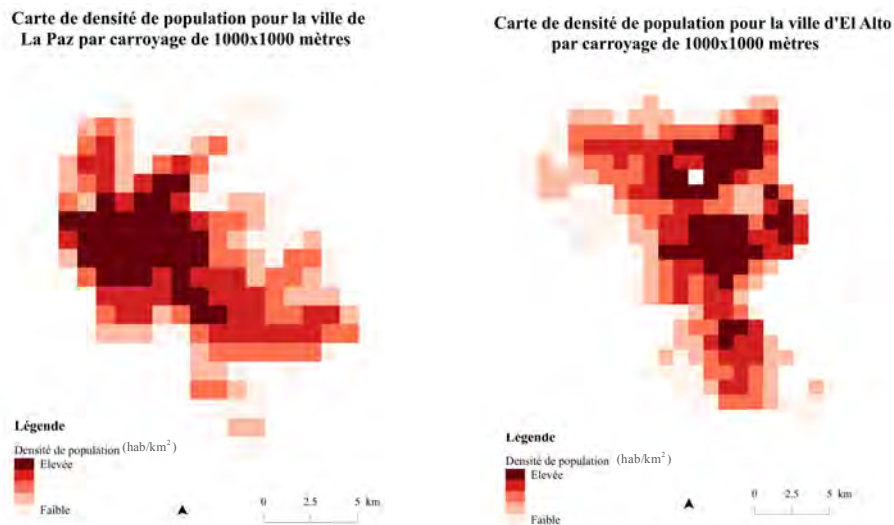 Carte de densité de population pour la ville de
La Paz par carroyage de 1000x1000 mètres
Légende
Densité de population (hab/km²)
Elevée
Faible
0 2.5 5 km
Carte de densité de population pour la ville d'El Alto
par carroyage de 1000x1000 mètres
Légende
Densité de population (hab/km²)
Elevée
Faible
0 2.5 5 km